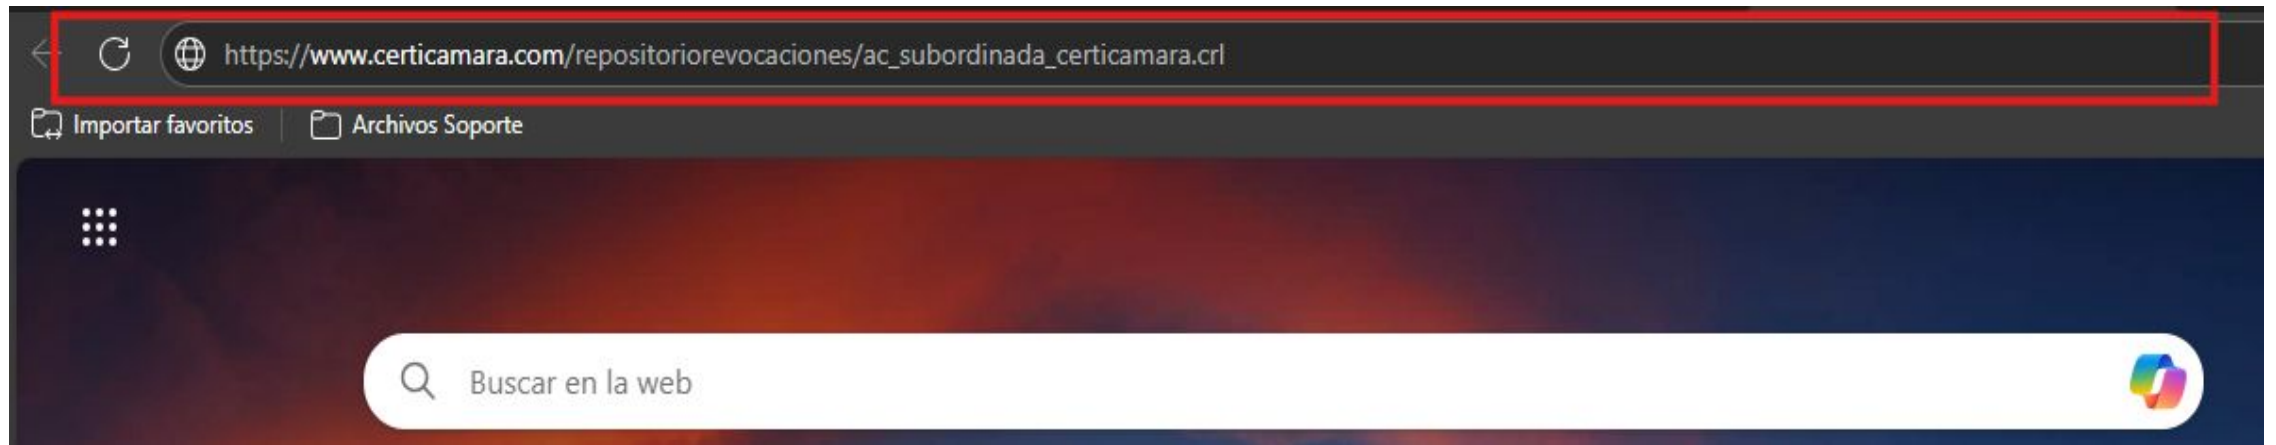 https://www.certicamara.com/repositoriorevocaciones/ac_subordinada_certicamara.crl
Importar favoritos Archivos Soporte
Buscar en la web